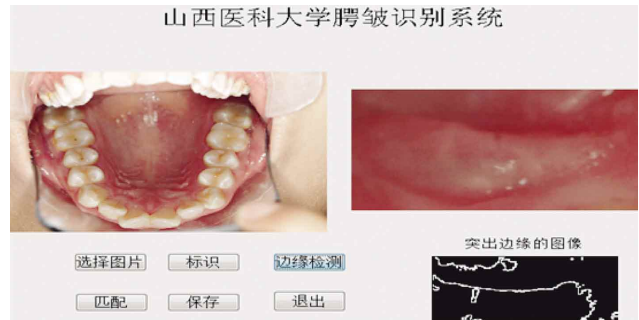 山西医科大学腭皱识别系统
突出边缘的图像
选择图片 标识 边缘检测
匹配 保存 退出